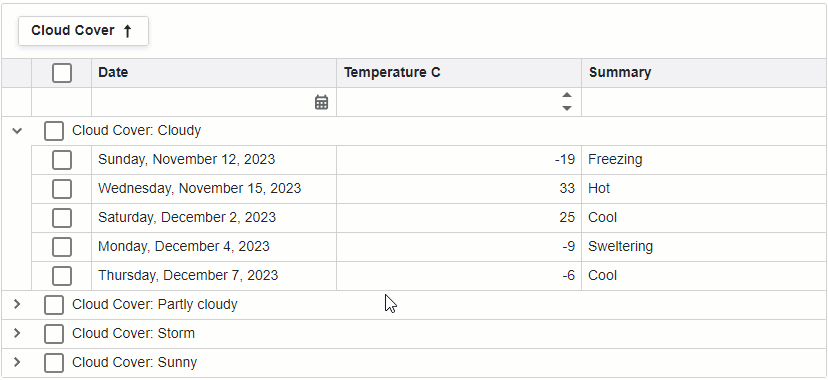 Cloud Cover
Date Temperature C Summary
Cloud Cover: Cloudy
Sunday, November 12, 2023 -19 Freezing
Wednesday, November 15, 2023 33 Hot
Saturday, December 2, 2023 25 Cool
Monday, December 4, 2023 -9 Sweltering
Thursday, December 7, 2023 -6 Cool
Cloud Cover: Partly cloudy
Cloud Cover: Storm
Cloud Cover: Sunny